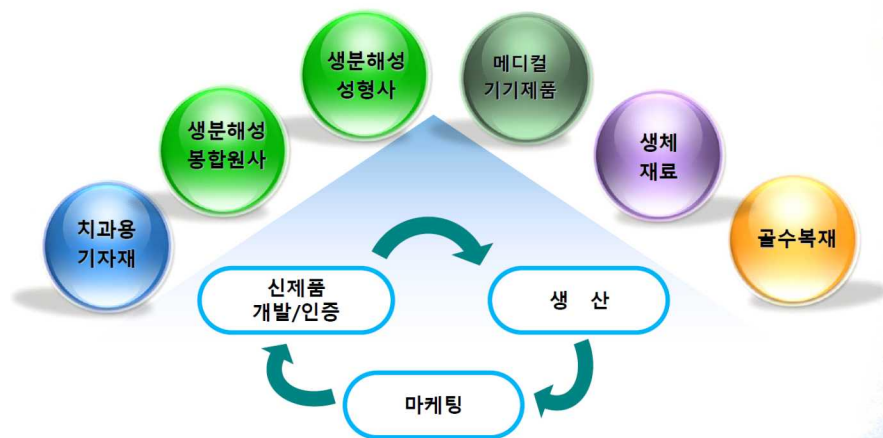 생분해성
성형사
메디컬
기기제품
생분해성
봉합원사
생체
재료
치과용
기자재
골수복재
신제품
개발/인증
생 산
마케팅